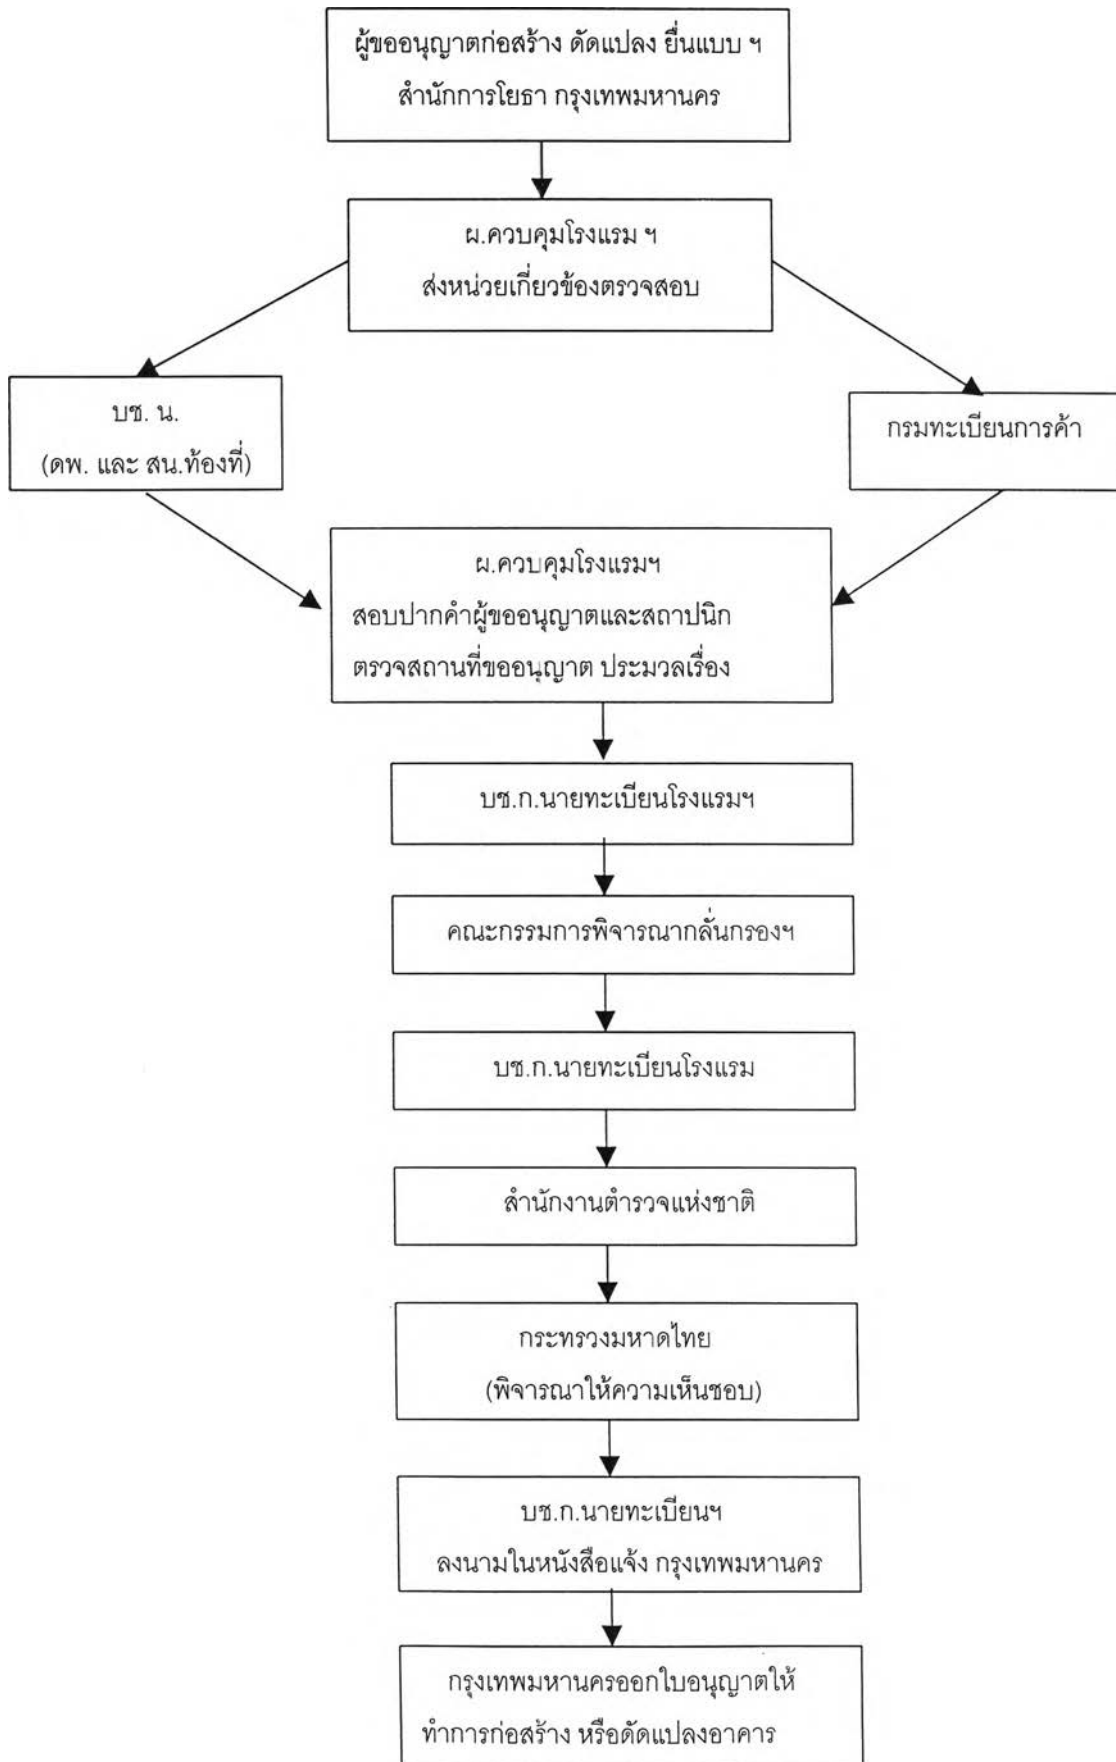 ผู้ขออนุญาตก่อสร้าง ดัดแปลง ยื่นแบบ ฯ
สำนักการโยธา กรุงเทพมหานคร
ผ.ควบคุมโรงแรม ฯ
ส่งหน่วยเกี่ยวข้องตรวจสอบ
บช. น.
(ดพ. และ สน.ท้องที่)
กรมทะเบียนการค้า
ผ.ควบคุมโรงแรมฯ
สอบปากคำผู้ขออนุญาตและสถาปนิก
ตรวจสถานที่ขออนุญาต ประมวลเรื่อง
บช.ก.นายทะเบียนโรงแรมฯ
คณะกรรมการพิจารณากลั่นกรองฯ
บช.ก.นายทะเบียนโรงแรม
สำนักงานตำรวจแห่งชาติ
กระทรวงมหาดไทย
(พิจารณาให้ความเห็นชอบ)
บช.ก.นายทะเบียนฯ
ลงนามในหนังสือแจ้ง กรุงเทพมหานคร
กรุงเทพมหานครออกใบอนุญาตให้
ทำการก่อสร้าง หรือดัดแปลงอาคาร